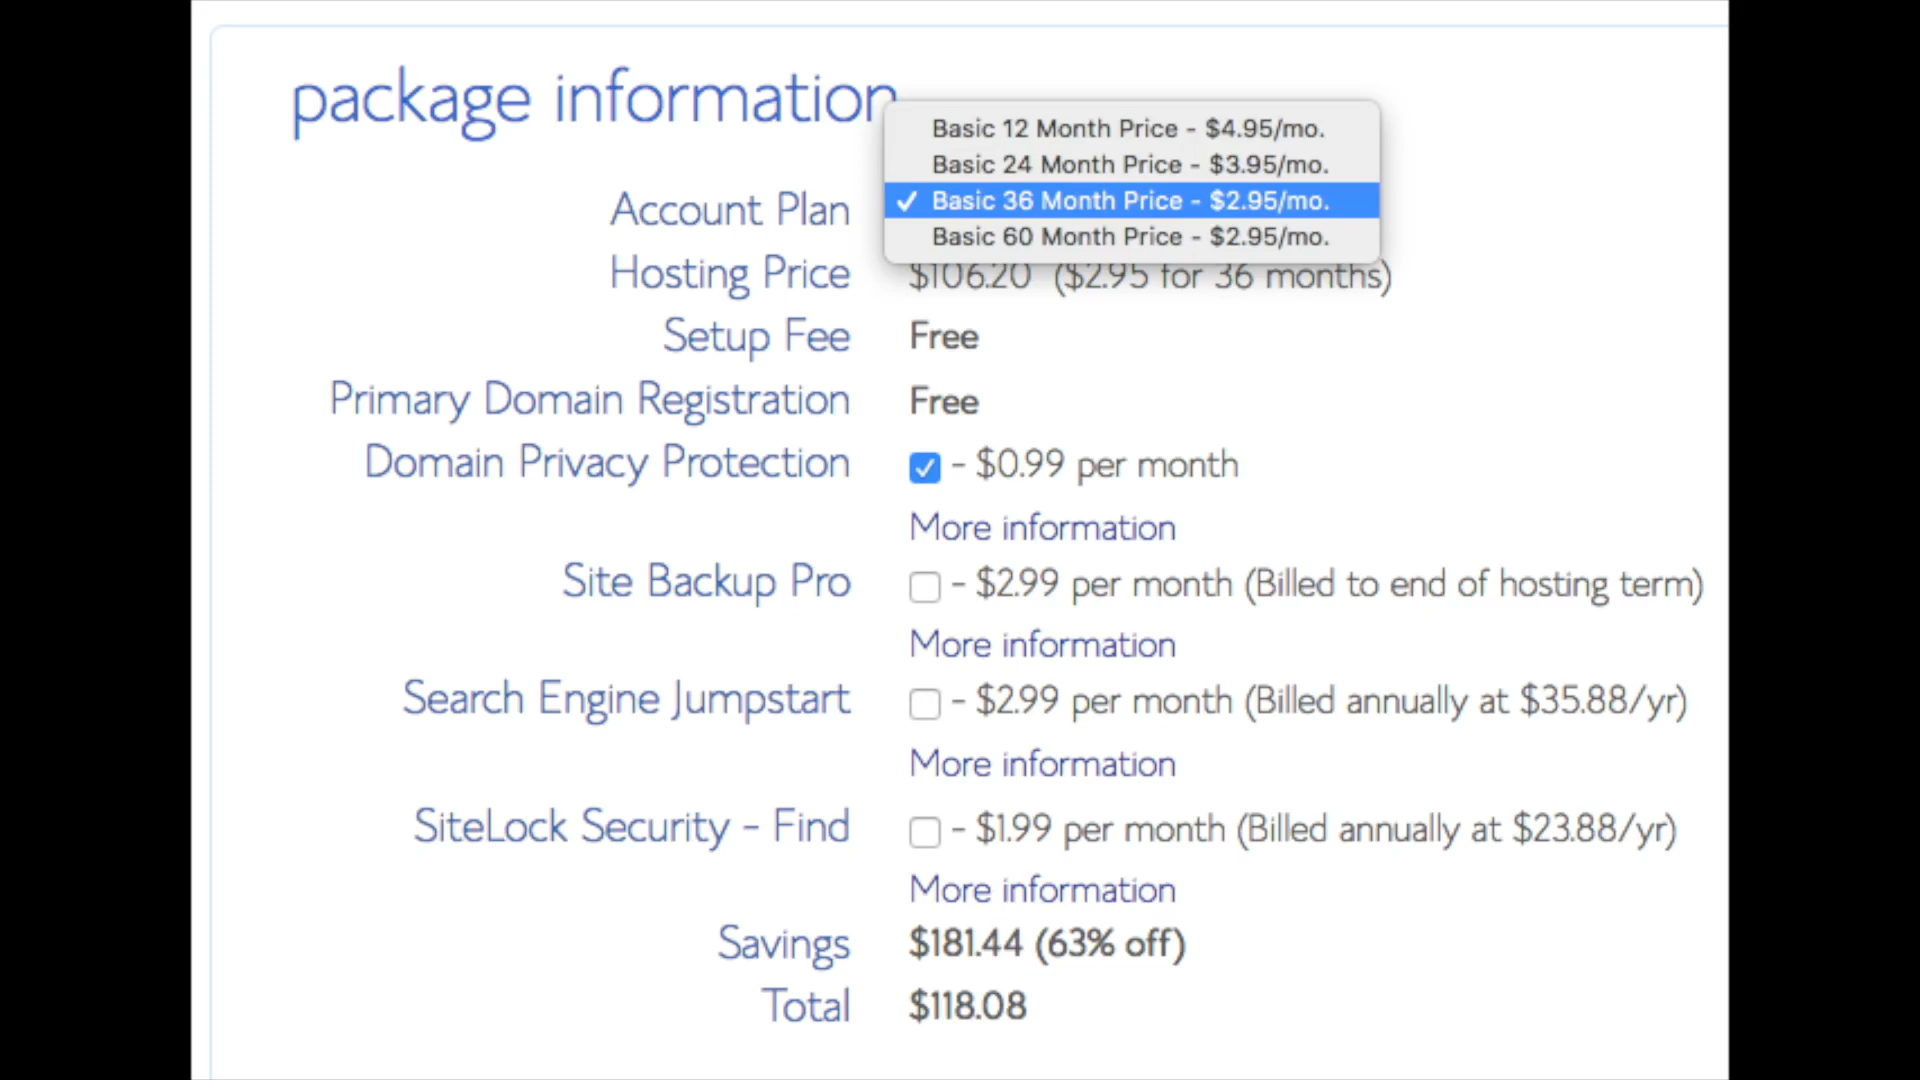 package information
Basic 12 Month Price - $4.95/mo.
Basic 24 Month Price - $3.95/mo.
Account Plan ✓ Basic 36 Month Price - $2.95/mo.
Basic 60 Month Price - $2.95/mo.
Hosting Price $106.20 ($2.95 for 36 months)
Setup Fee Free
Primary Domain Registration Free
Domain Privacy Protection - $0.99 per month
More information
Site Backup Pro - $2.99 per month (Billed to end of hosting term)
More information
Search Engine Jumpstart - $2.99 per month (Billed annually at $35.88/yr)
More information
SiteLock Security - Find - $1.99 per month (Billed annually at $23.88/yr)
More information
Savings $181.44 (63% off)
Total $118.08